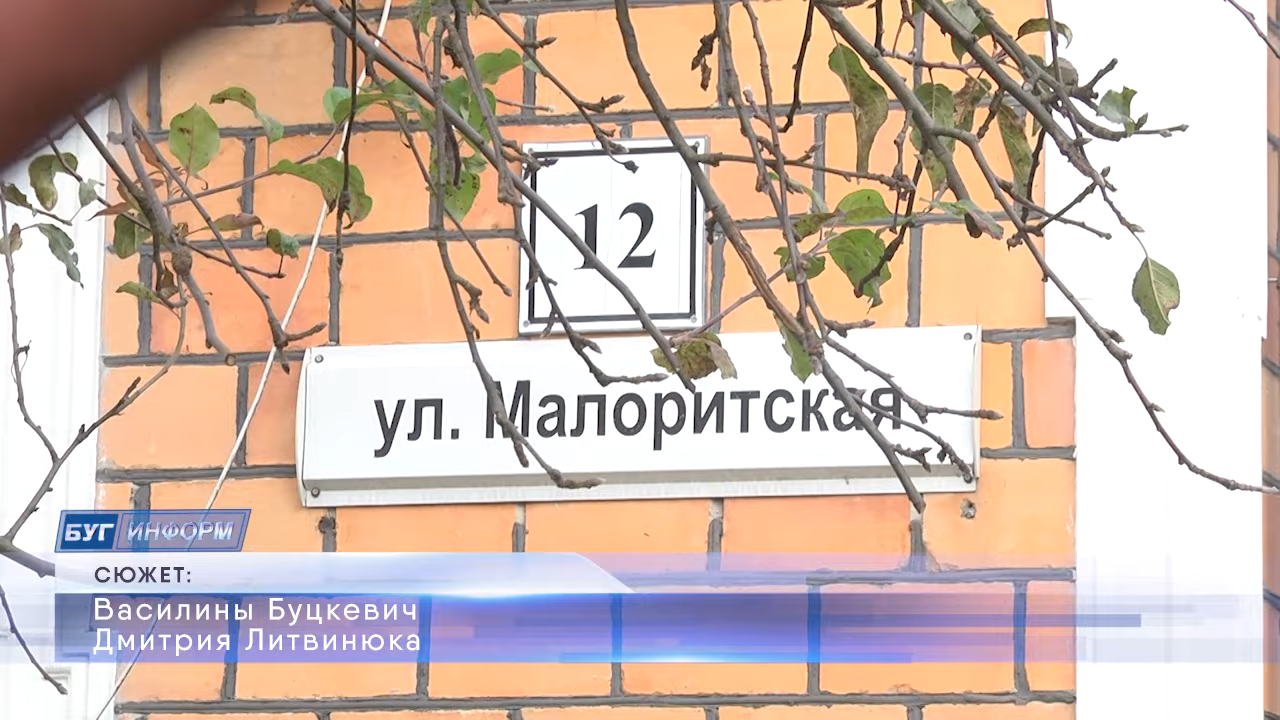 12
ул. Малоритская
БУГ ИНФОРМ
СЮЖЕТ:
Василины Буцкевич
Дмитрия Литвинюка